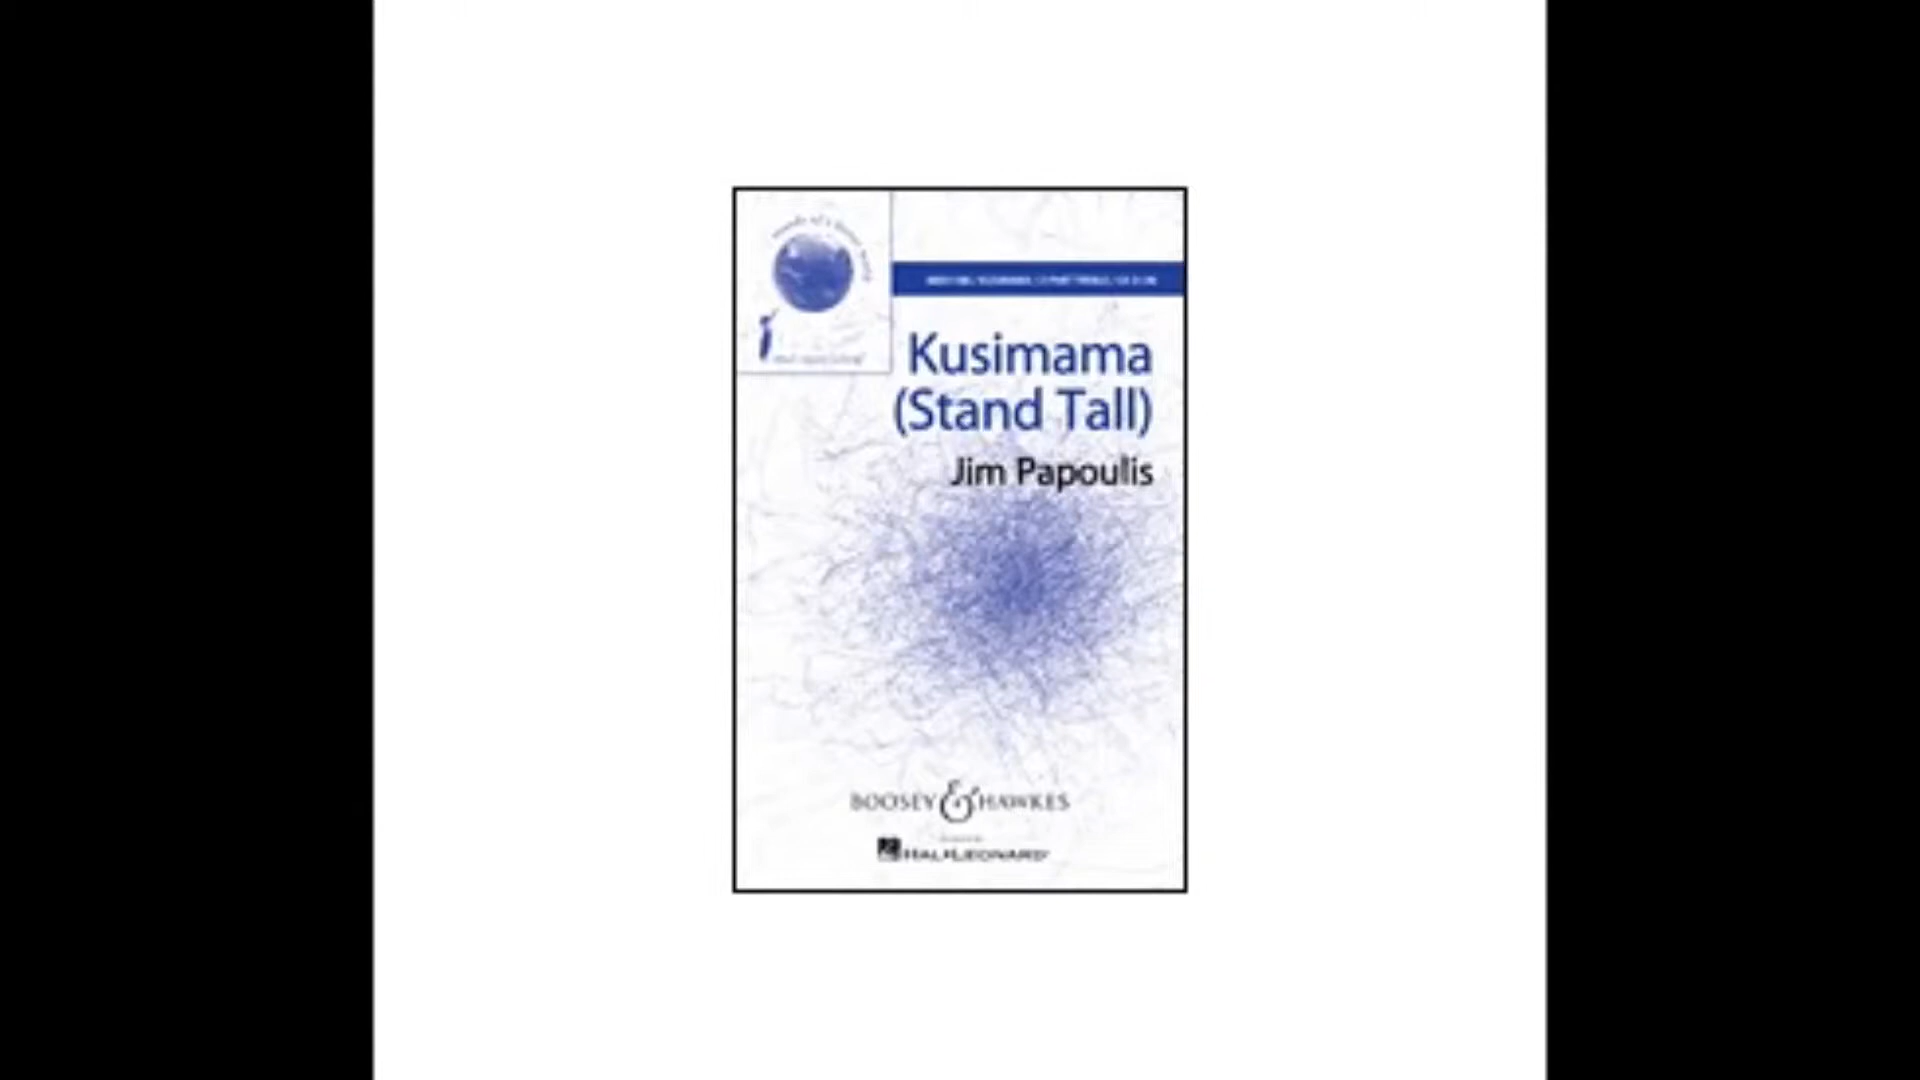 Kusimama
(Stand Tall)
Jim Papoulis
BOOSEY & HAWKES
HAL•LEONARD